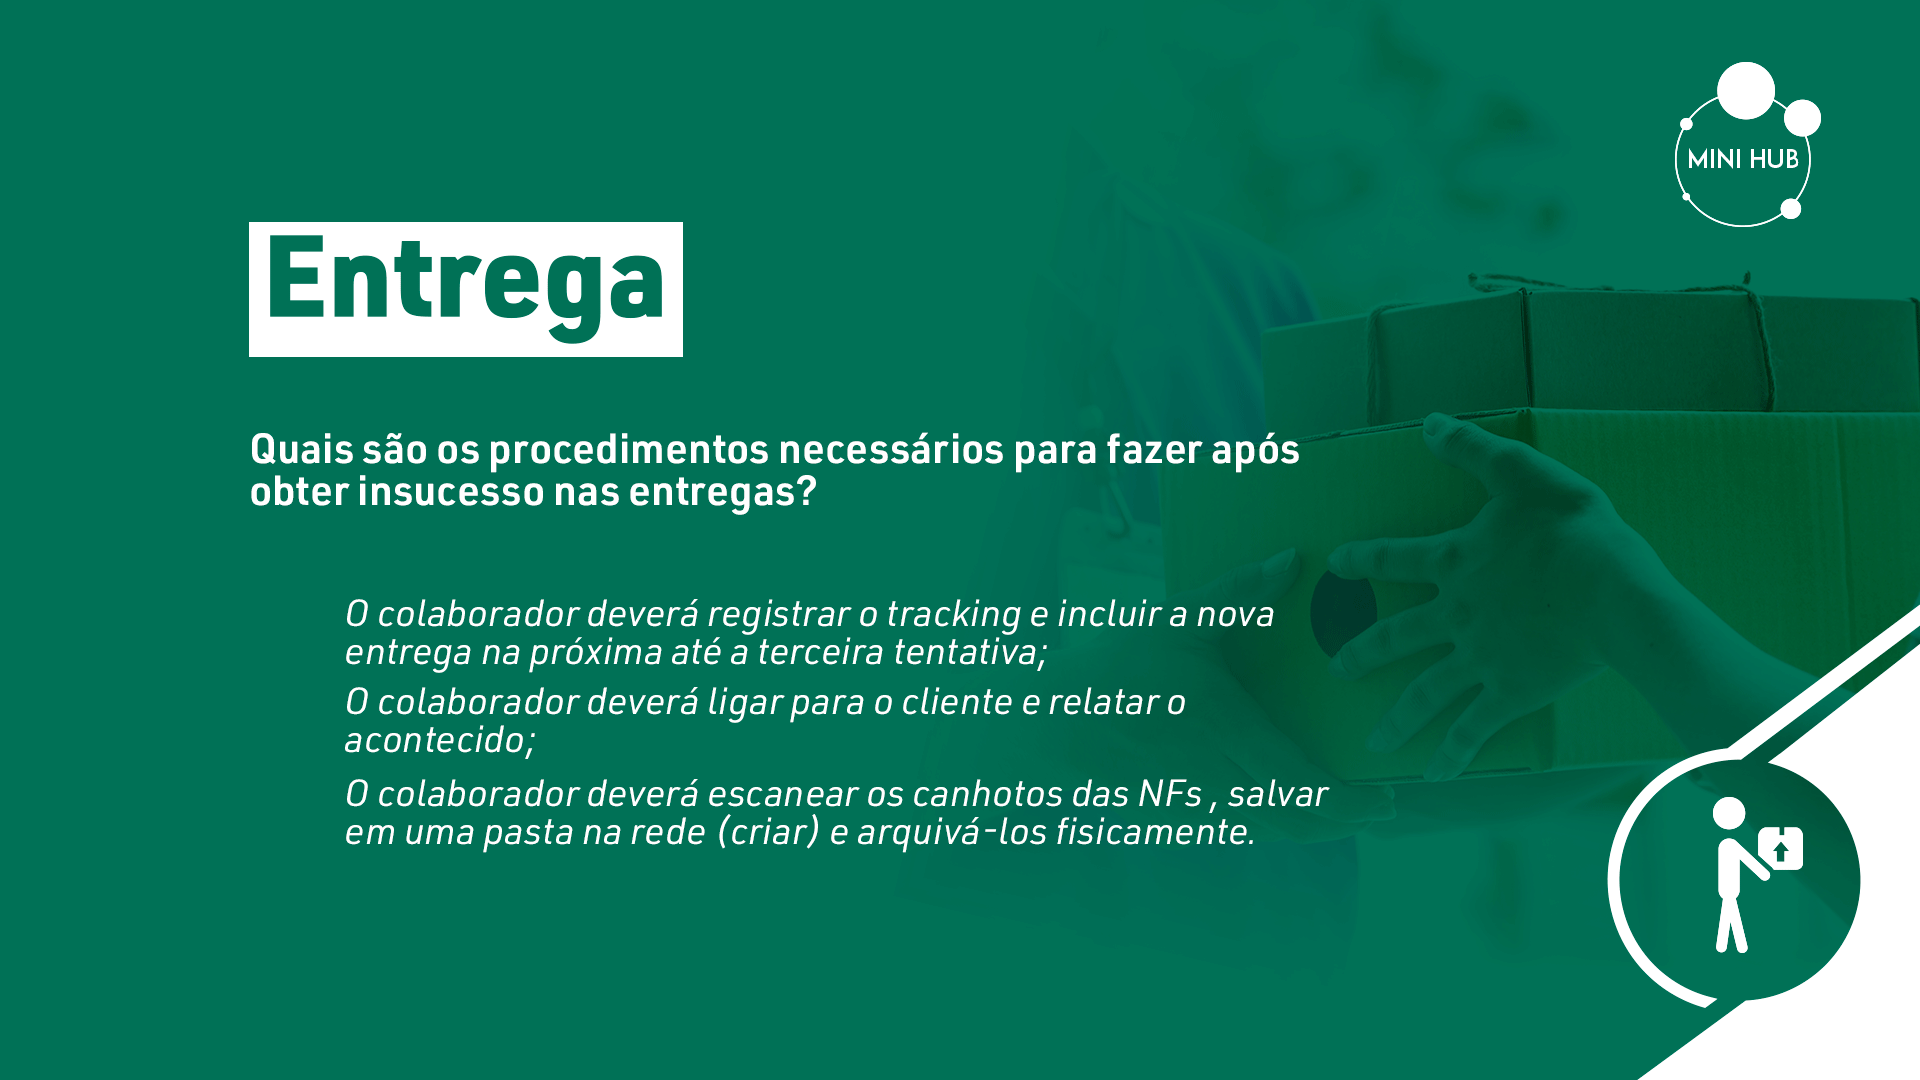 MINI HUB
Entrega
Quais são os procedimentos necessários para fazer após
obter insucesso nas entregas?
O colaborador deverá registrar o tracking e incluir a nova
entrega na próxima até a terceira tentativa;
O colaborador deverá ligar para o cliente e relatar o
acontecido;
O colaborador deverá escanear os canhotos das NFs , salvar
em uma pasta na rede (criar) e arquivá-los fisicamente.